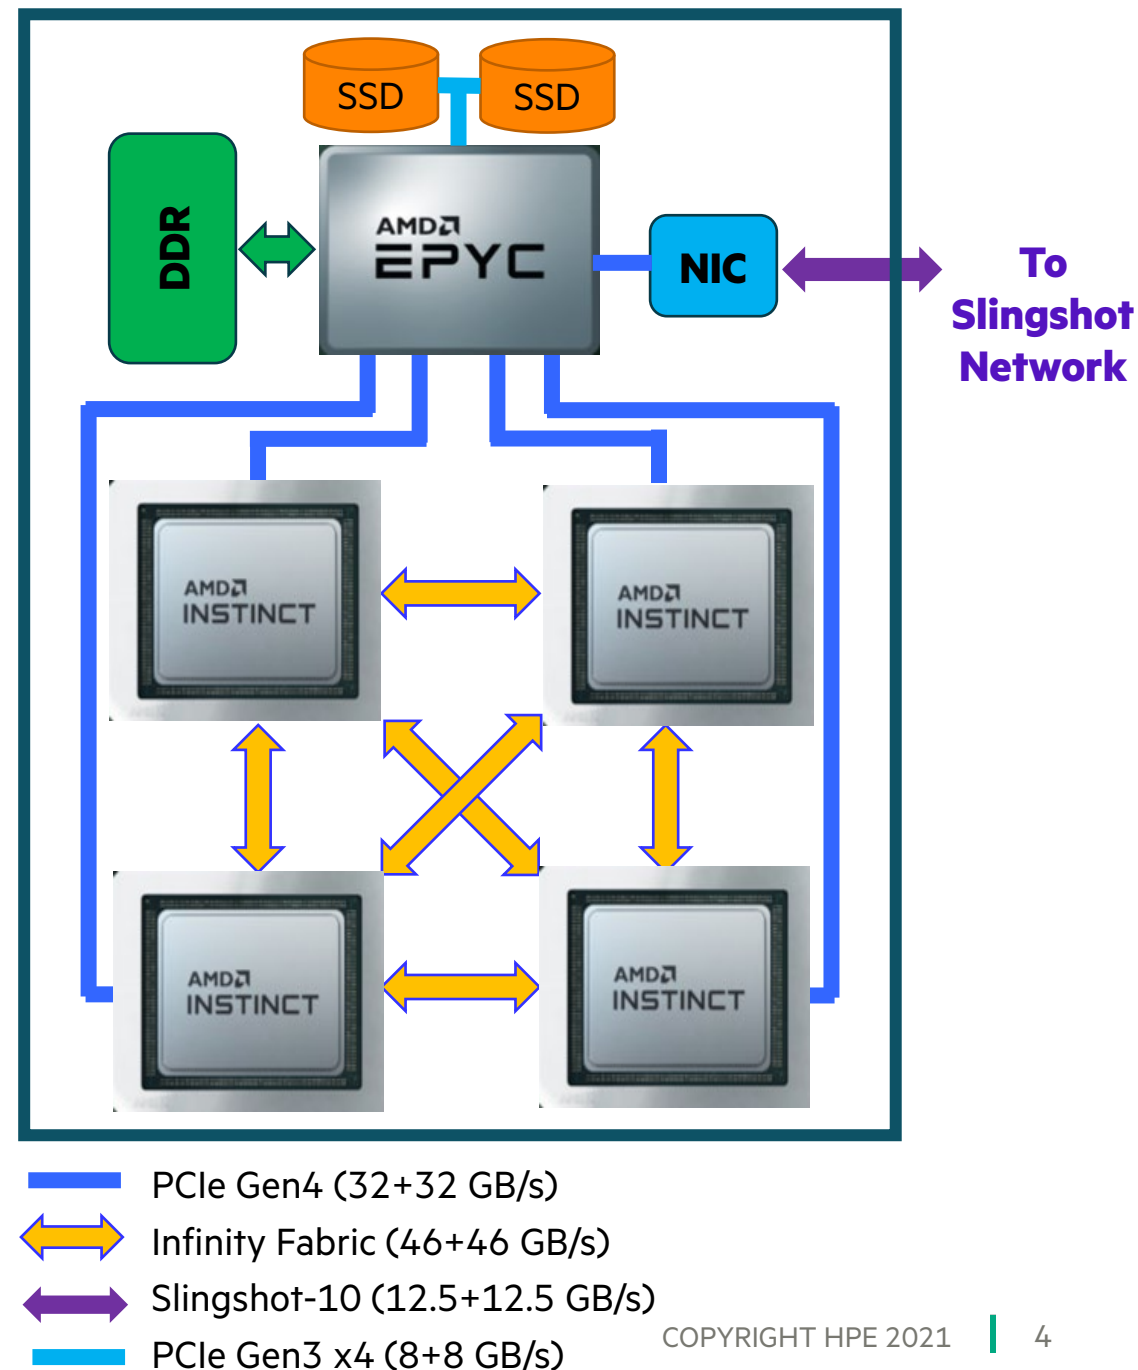 SSD
SSD
DDR
AMD
EPYC
NIC
To
Slingshot
Network
AMD
INSTINCT
AMD
INSTINCT
AMD
INSTINCT
AMD
INSTINCT
PCIe Gen4 (32+32 GB/s)
Infinity Fabric (46+46 GB/s)
Slingshot-10 (12.5+12.5 GB/s)
PCIe Gen3 x4 (8+8 GB/s)
COPYRIGHT HPE 2021 4